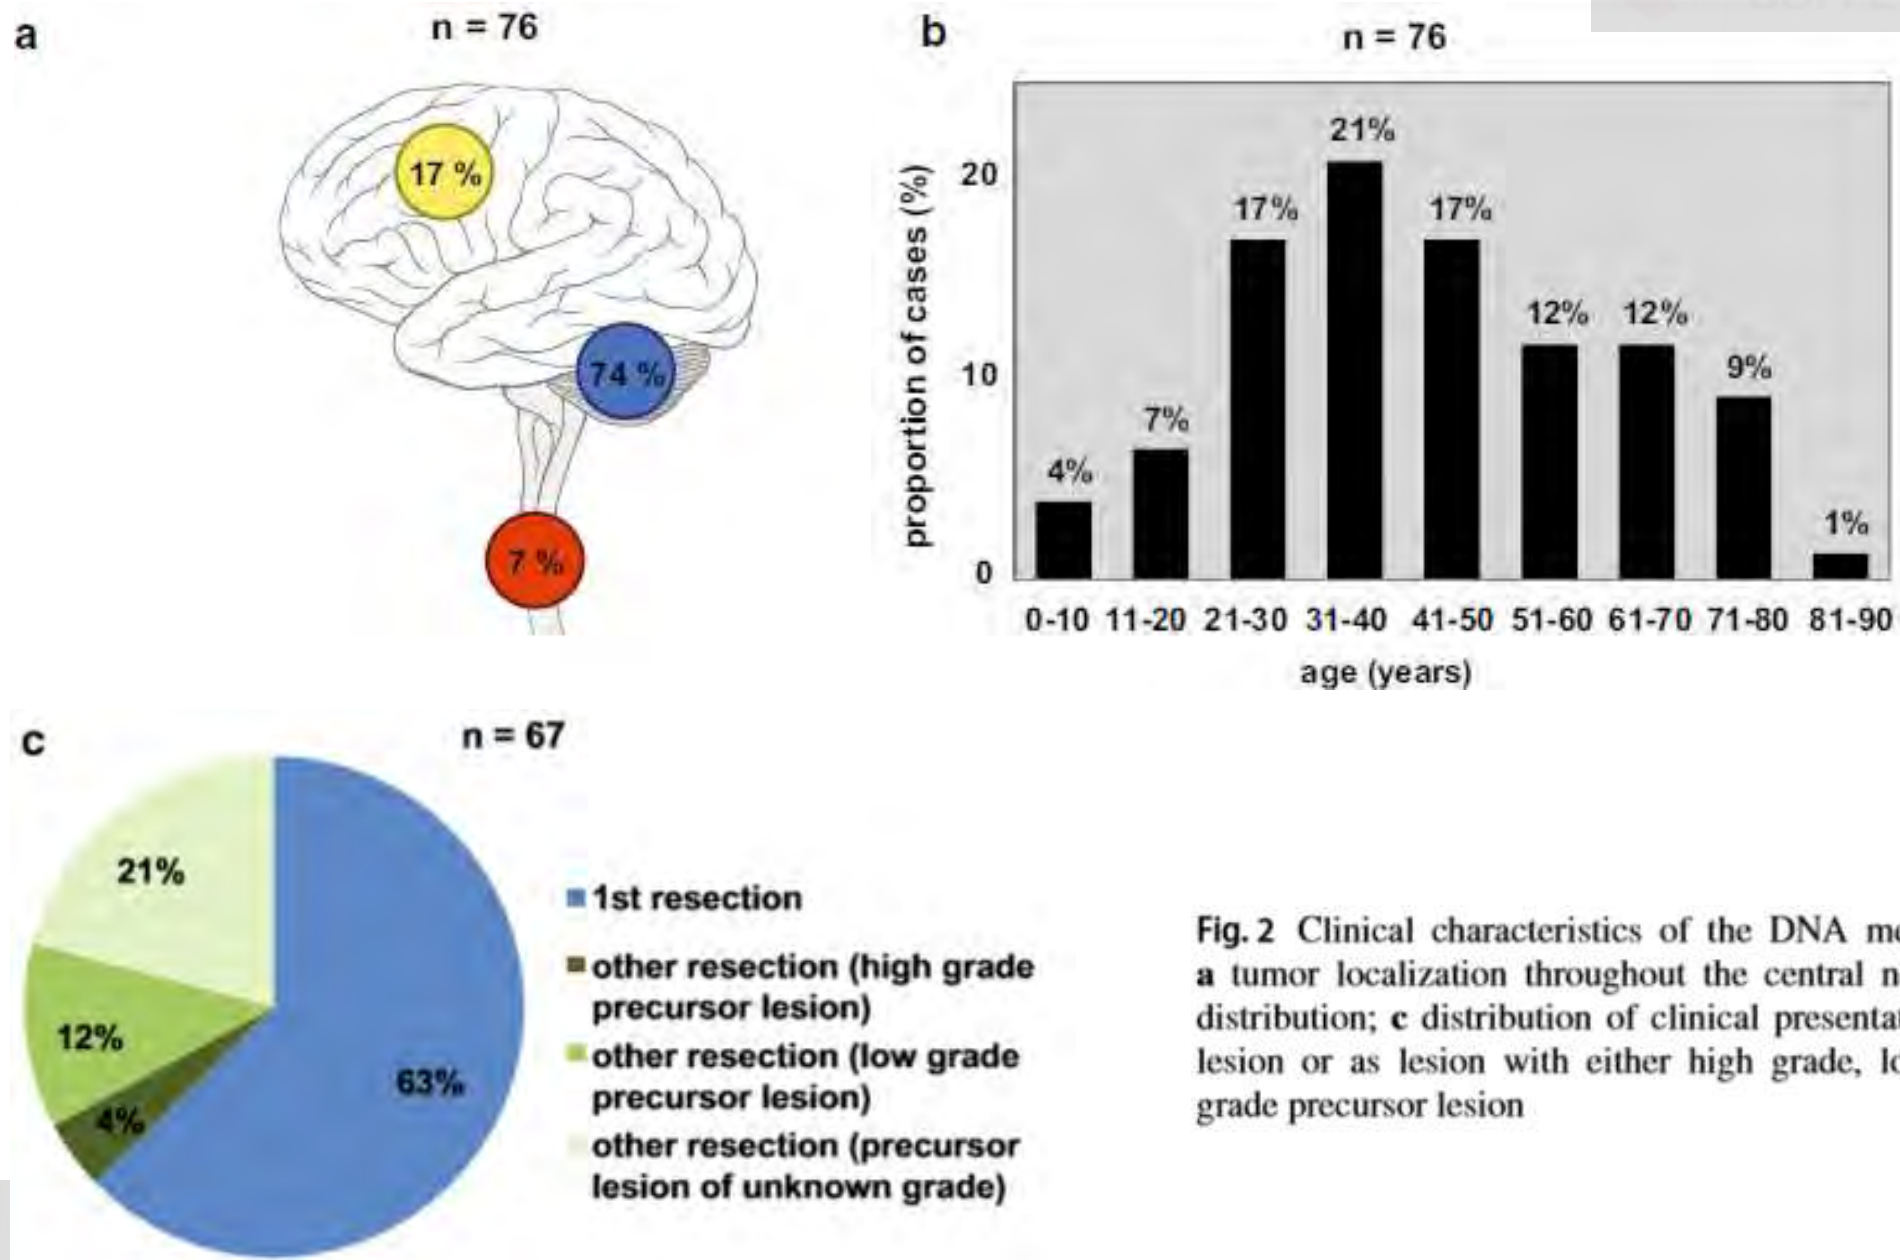 a
n = 76
17 %
74 %
7 %
b
n = 76
proportion of cases (%)
20
10
0
4%
7%
17%
21%
17%
12%
12%
9%
1%
0-10 11-20 21-30 31-40 41-50 51-60 61-70 71-80 81-90
age (years)
c
n = 67
21%
12%
4%
63%
1st resection
other resection (high grade
precursor lesion)
other resection (low grade
precursor lesion)
other resection (precursor
lesion of unknown grade)
Fig. 2 Clinical characteristics of the DNA
a tumor localization throughout the central
distribution; c distribution of clinical
lesion or as lesion with either high grade,
grade precursor lesion